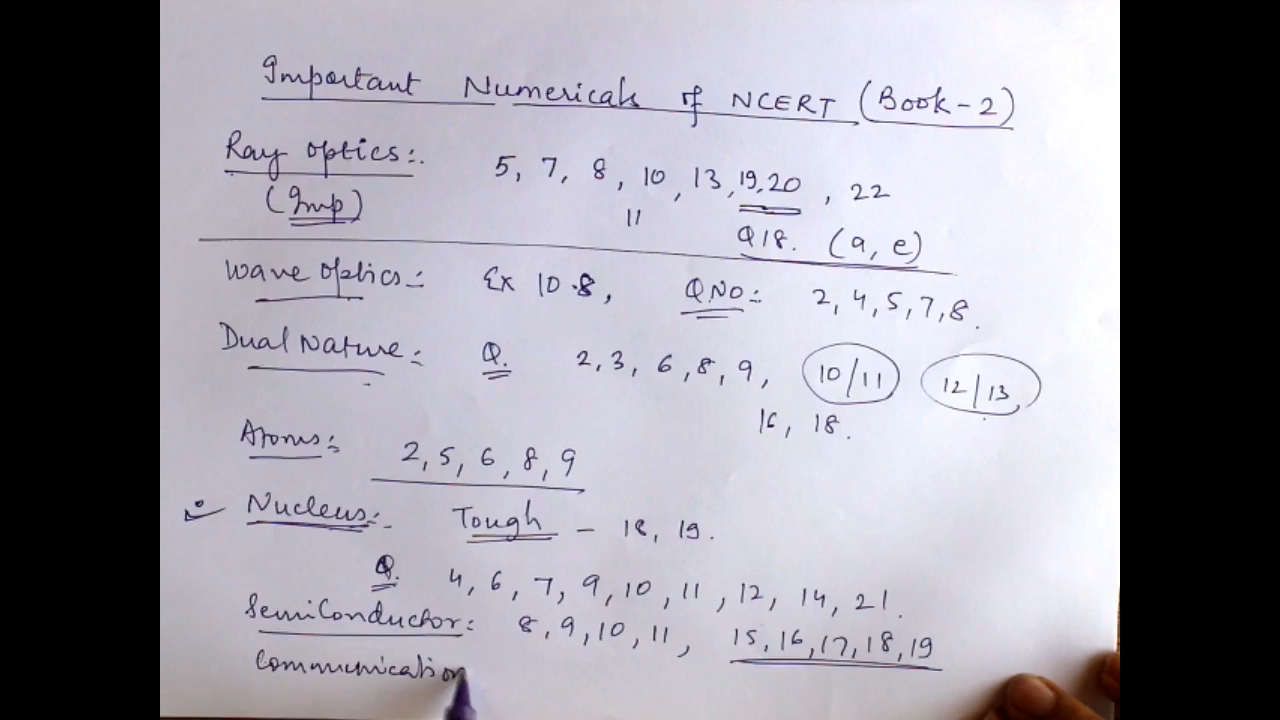 Important Numericals of NCERT (Book-2)
Ray Optics:. 5, 7, 8, 10, 13, 19, 20, 22
(Imp) 11 Q18. (a, e)
Wave Optics:- Ex 10.8, Q.NO:- 2, 4, 5, 7, 8.
Dual Nature:- Q. 2, 3, 6, 8, 9, 10/11 12/13,
16, 18.
Atoms:- 2, 5, 6, 8, 9
Nucleus:- Tough - 18, 19.
Q. 4, 6, 7, 9, 10, 11, 12, 14, 21.
SemiConductor:- 8, 9, 10, 11, 15, 16, 17, 18, 19
Communication